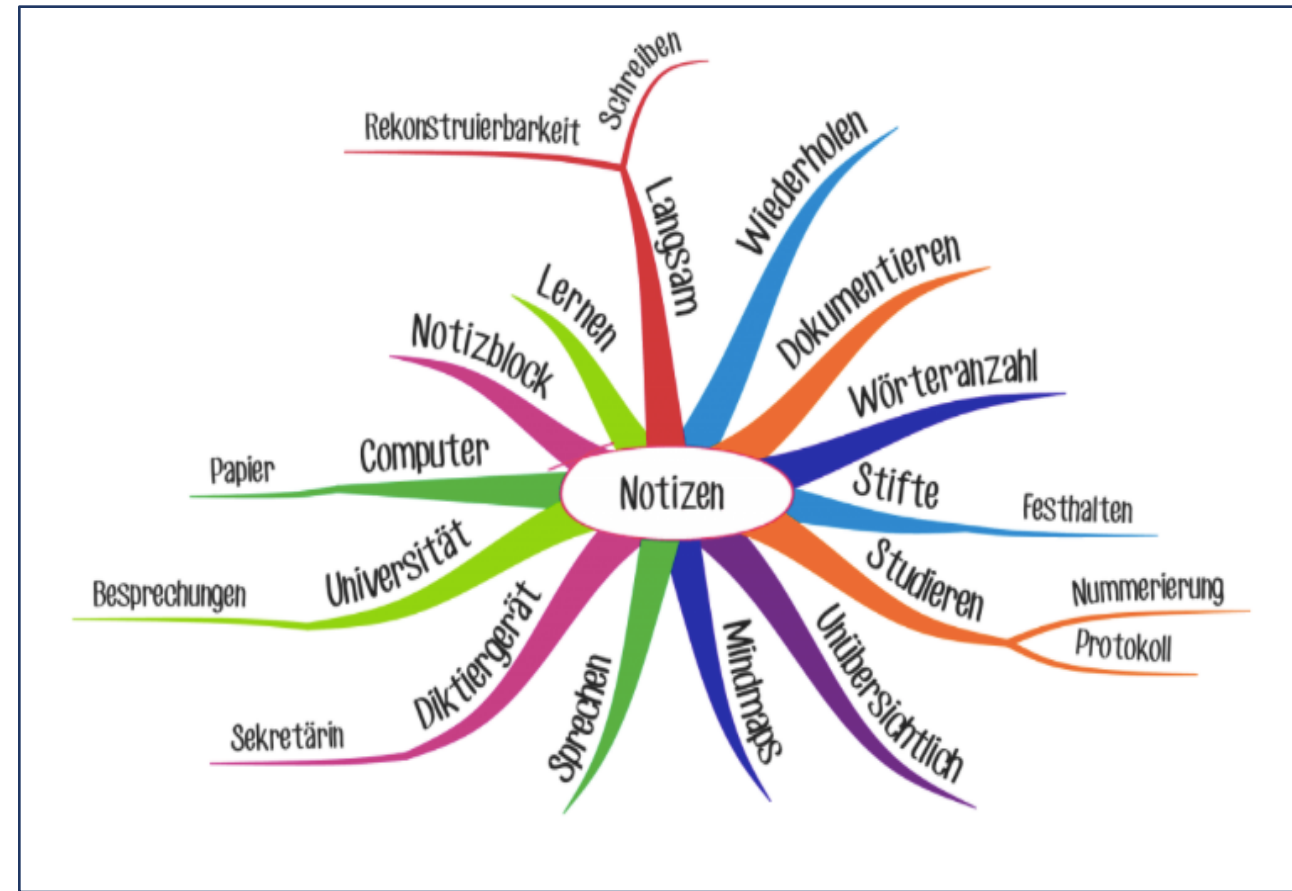 Schreiben
Rekonstruierbarkeit
Langsam
Wiederholen
Dokumentieren
Wörteranzahl
Stifte
Festhalten
Studieren
Nummerierung
Protokoll
Unübersichtlich
Mindmaps
Sprechen
Diktiergerät
Sekretärin
Universität
Besprechungen
Computer
Papier
Notizblock
Lernen
Notizen